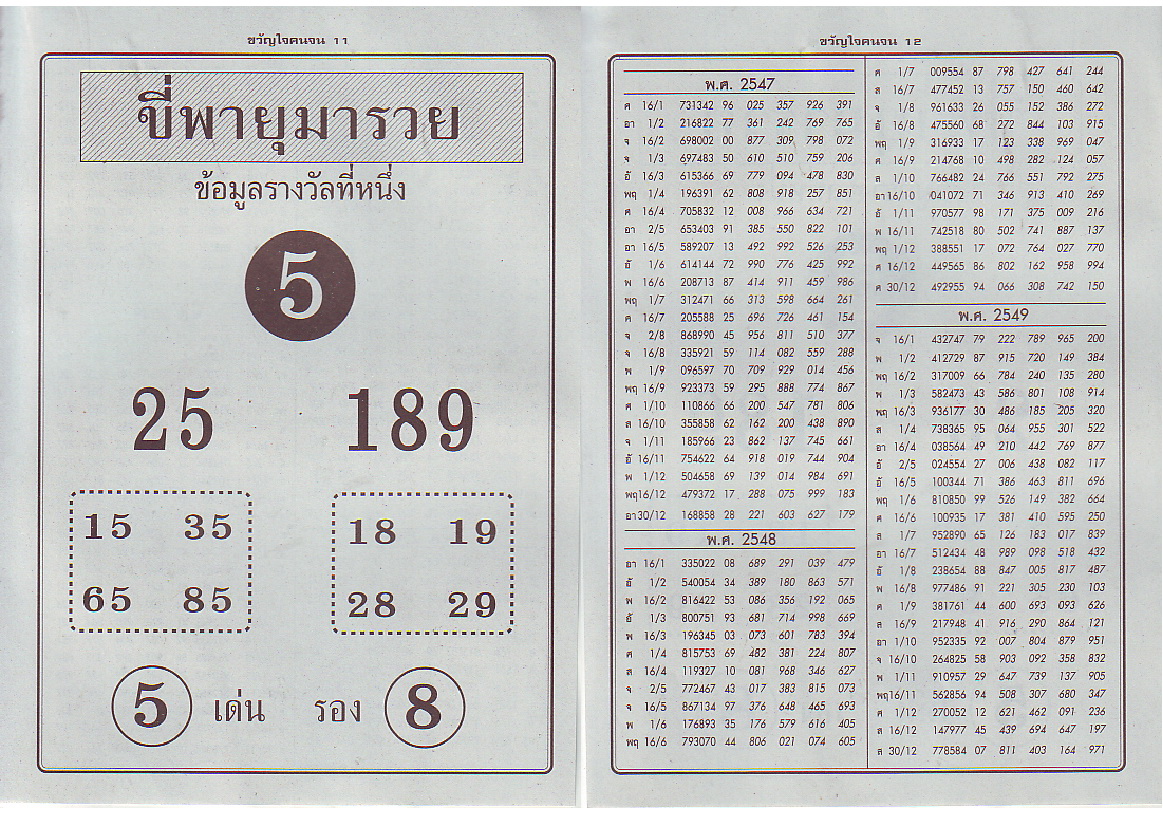 ขวัญใจคนจน 11
ขี่พายุมารวย
ข้อมูลรางวัลที่หนึ่ง
5
25 189
15 35
65 85
18 19
28 29
5 เด่น รอง 8
ขวัญใจคนจน 12
พ.ศ. 2547
ศ 16/1 731342 96 025 357 926 391
อา 1/2 216822 77 361 242 769 765
จ 16/2 698002 00 877 309 798 072
จ 1/3 697483 50 610 510 759 206
อั 16/3 615366 69 779 094 478 830
พฤ 1/4 196391 62 808 918 257 851
ศ 16/4 705832 12 008 966 634 721
อา 2/5 653403 91 385 550 822 101
อา 16/5 589207 13 492 992 526 253
อั 1/6 614144 72 990 776 425 992
พ 16/6 208713 87 414 911 459 986
พฤ 1/7 312471 66 313 598 664 261
ศ 16/7 205588 25 696 726 461 154
จ 2/8 868990 45 956 811 510 377
จ 16/8 335921 59 114 082 559 288
พ 1/9 096597 70 709 929 014 456
พฤ 16/9 923373 59 295 888 774 867
ศ 1/10 110866 66 200 547 781 806
ส 16/10 355858 62 162 200 438 890
จ 1/11 185966 23 862 137 745 661
อั 16/11 754622 64 918 019 744 904
พ 1/12 504658 69 139 014 984 691
พฤ16/12 479372 17 288 075 999 183
อา30/12 168858 28 221 603 627 179
พ.ศ. 2548
อา 16/1 335022 08 689 291 039 479
อั 1/2 540054 34 389 180 863 571
พ 16/2 816422 53 086 356 192 065
อั 1/3 800751 93 681 714 998 669
พ 16/3 196345 03 073 601 783 394
ศ 1/4 815753 69 482 381 224 807
ส 16/4 119327 10 081 968 346 627
จ 2/5 772467 43 017 383 815 073
จ 16/5 867134 97 376 648 465 693
พ 1/6 176893 35 176 579 616 405
พฤ 16/6 793070 44 806 021 074 605
ศ 1/7 009554 87 798 427 641 244
ส 16/7 477452 13 757 150 460 642
จ 1/8 961633 26 055 152 386 272
อั 16/8 475560 68 272 844 103 915
พฤ 1/9 316933 17 123 338 969 047
ศ 16/9 214768 10 498 282 124 057
ส 1/10 766482 24 766 551 792 275
อา16/10 041072 71 346 913 410 269
อั 1/11 970577 98 171 375 009 216
พ 16/11 742518 80 502 741 887 137
พฤ 1/12 388551 17 072 764 027 770
ศ 16/12 449565 86 802 162 958 994
ศ 30/12 492955 94 066 308 742 150
พ.ศ. 2549
จ 16/1 432747 79 222 789 965 200
พ 1/2 412729 87 915 720 149 384
พฤ 16/2 317009 66 784 240 135 280
พ 1/3 582473 43 586 801 108 914
พฤ 16/3 936177 30 486 185 205 320
ส 1/4 738365 95 064 955 301 522
อา 16/4 038564 49 210 442 769 877
อั 2/5 024554 27 006 438 082 117
อั 16/5 100344 71 386 463 811 696
พฤ 1/6 810850 99 526 149 382 664
ศ 16/6 100935 17 381 410 595 250
ส 1/7 952890 65 126 183 017 839
อา 16/7 512434 48 989 098 518 432
อั 1/8 238654 88 847 005 817 487
พ 16/8 977486 91 221 305 230 103
ศ 1/9 381761 44 600 693 093 626
ส 16/9 217948 41 916 290 864 121
อา 1/10 952335 92 007 804 879 951
จ 16/10 264825 58 903 092 358 832
พ 1/11 910957 29 647 739 137 905
พฤ16/11 562856 94 508 307 680 347
ศ 1/12 270052 12 621 462 091 236
ส 16/12 147977 45 439 694 647 197
ส 30/12 778584 07 811 403 164 971